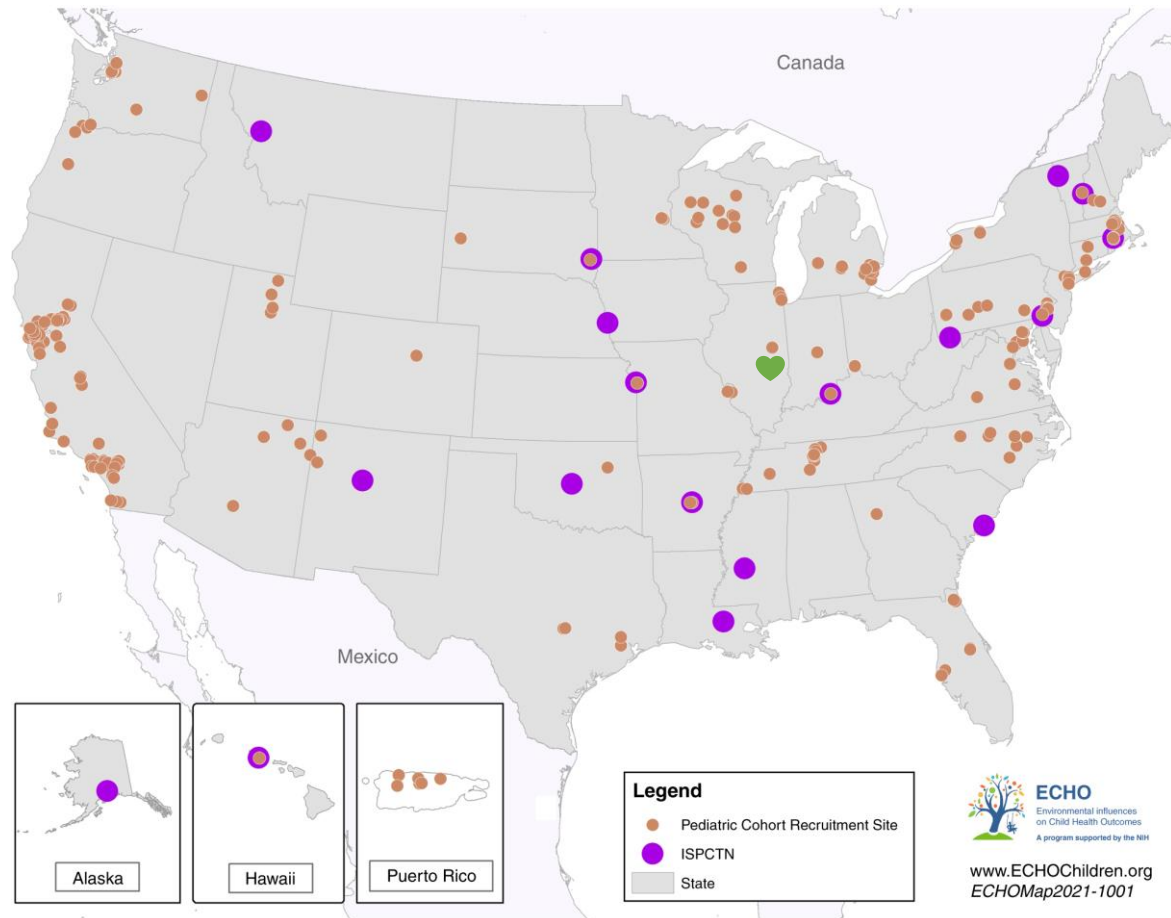 Canada
Mexico
Alaska
Hawaii
Puerto Rico
Legend
Pediatric Cohort Recruitment Site
ISPCTN
State
ECHO
Environmental influences
on Child Health Outcomes
A program supported by the NIH
www.ECHOChildren.org
ECHOMap2021-1001